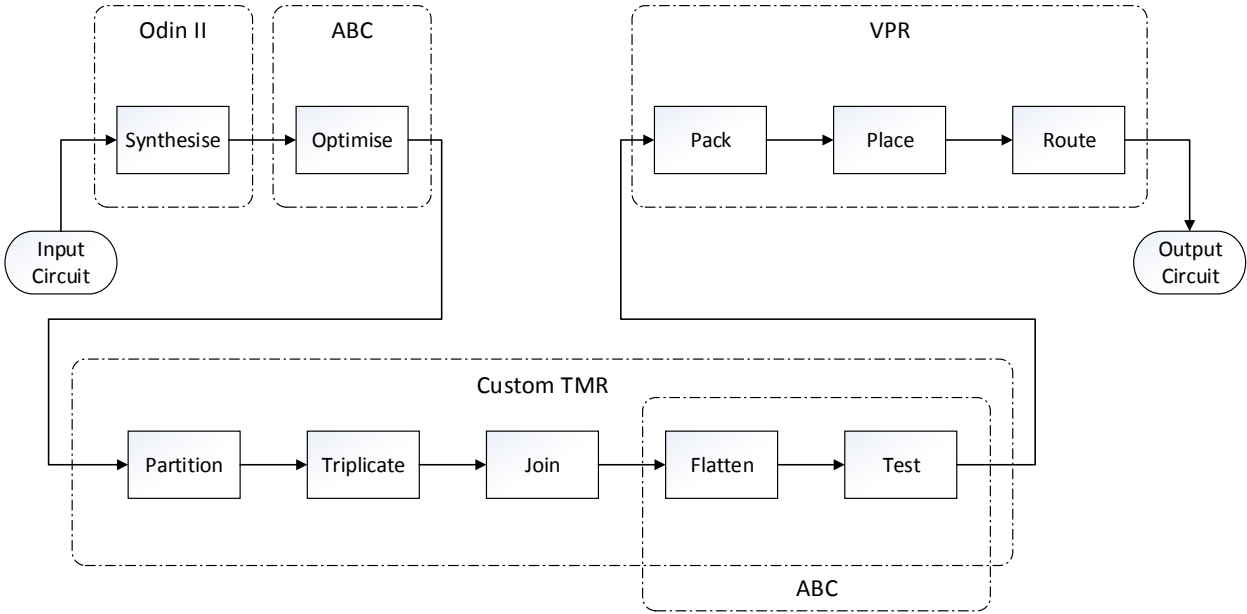 Odin II
ABC
VPR
Synthesise
Optimise
Pack
Place
Route
Input
Circuit
Output
Circuit
Custom TMR
Partition
Triplicate
Join
Flatten
Test
ABC